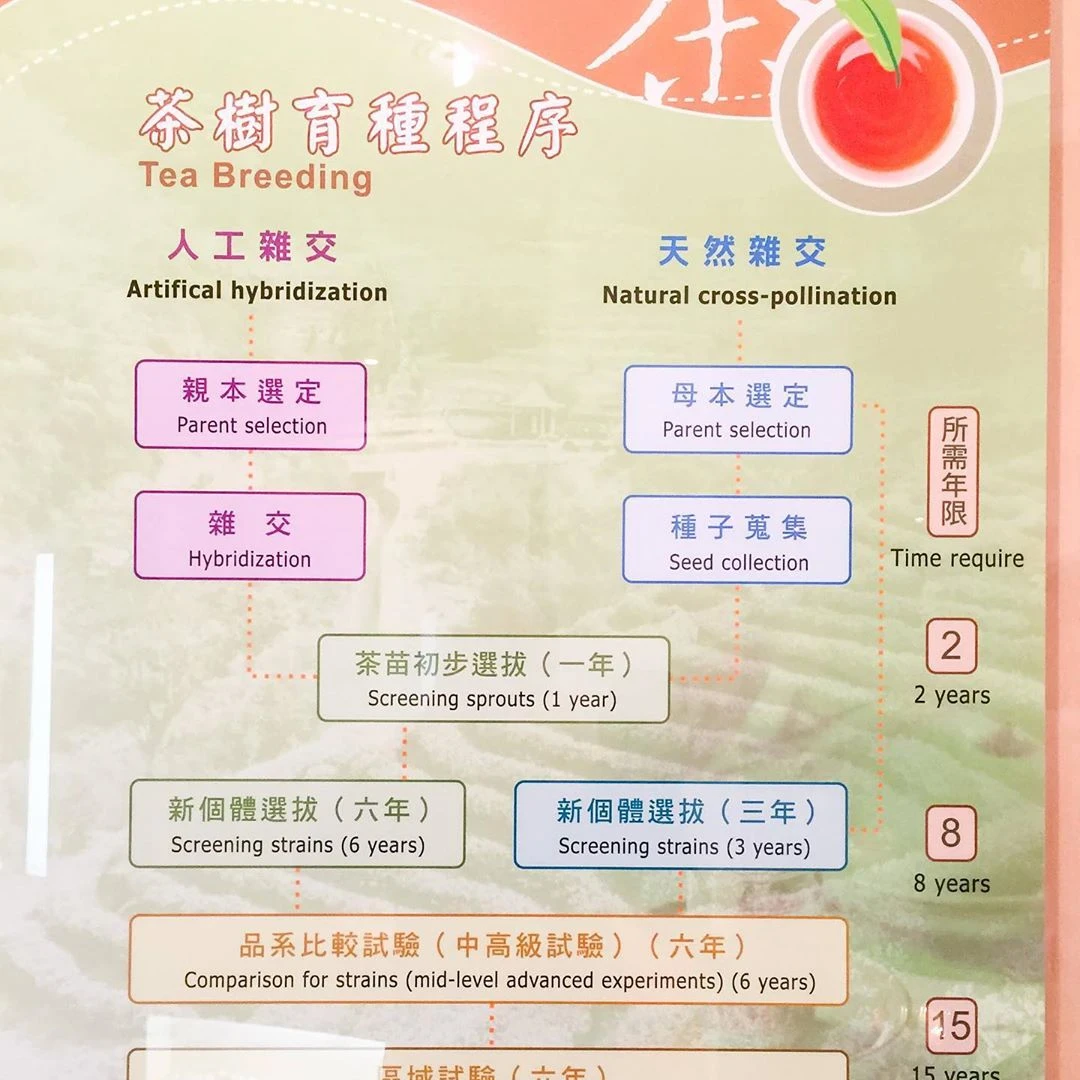 茶樹育種程序
Tea Breeding
人工雜交
Artifical hybridization
天然雜交
Natural cross-pollination
親本選定
Parent selection
母本選定
Parent selection
所需年限
Time require
雜交
Hybridization
種子蒐集
Seed collection
茶苗初步選拔（一年）
Screening sprouts (1 year)
2
2 years
新個體選拔（六年）
Screening strains (6 years)
新個體選拔（三年）
Screening strains (3 years)
8
8 years
品系比較試驗（中高級試驗）（六年）
Comparison for strains (mid-level advanced experiments) (6 years)
15
15 years
區域試驗（六年）